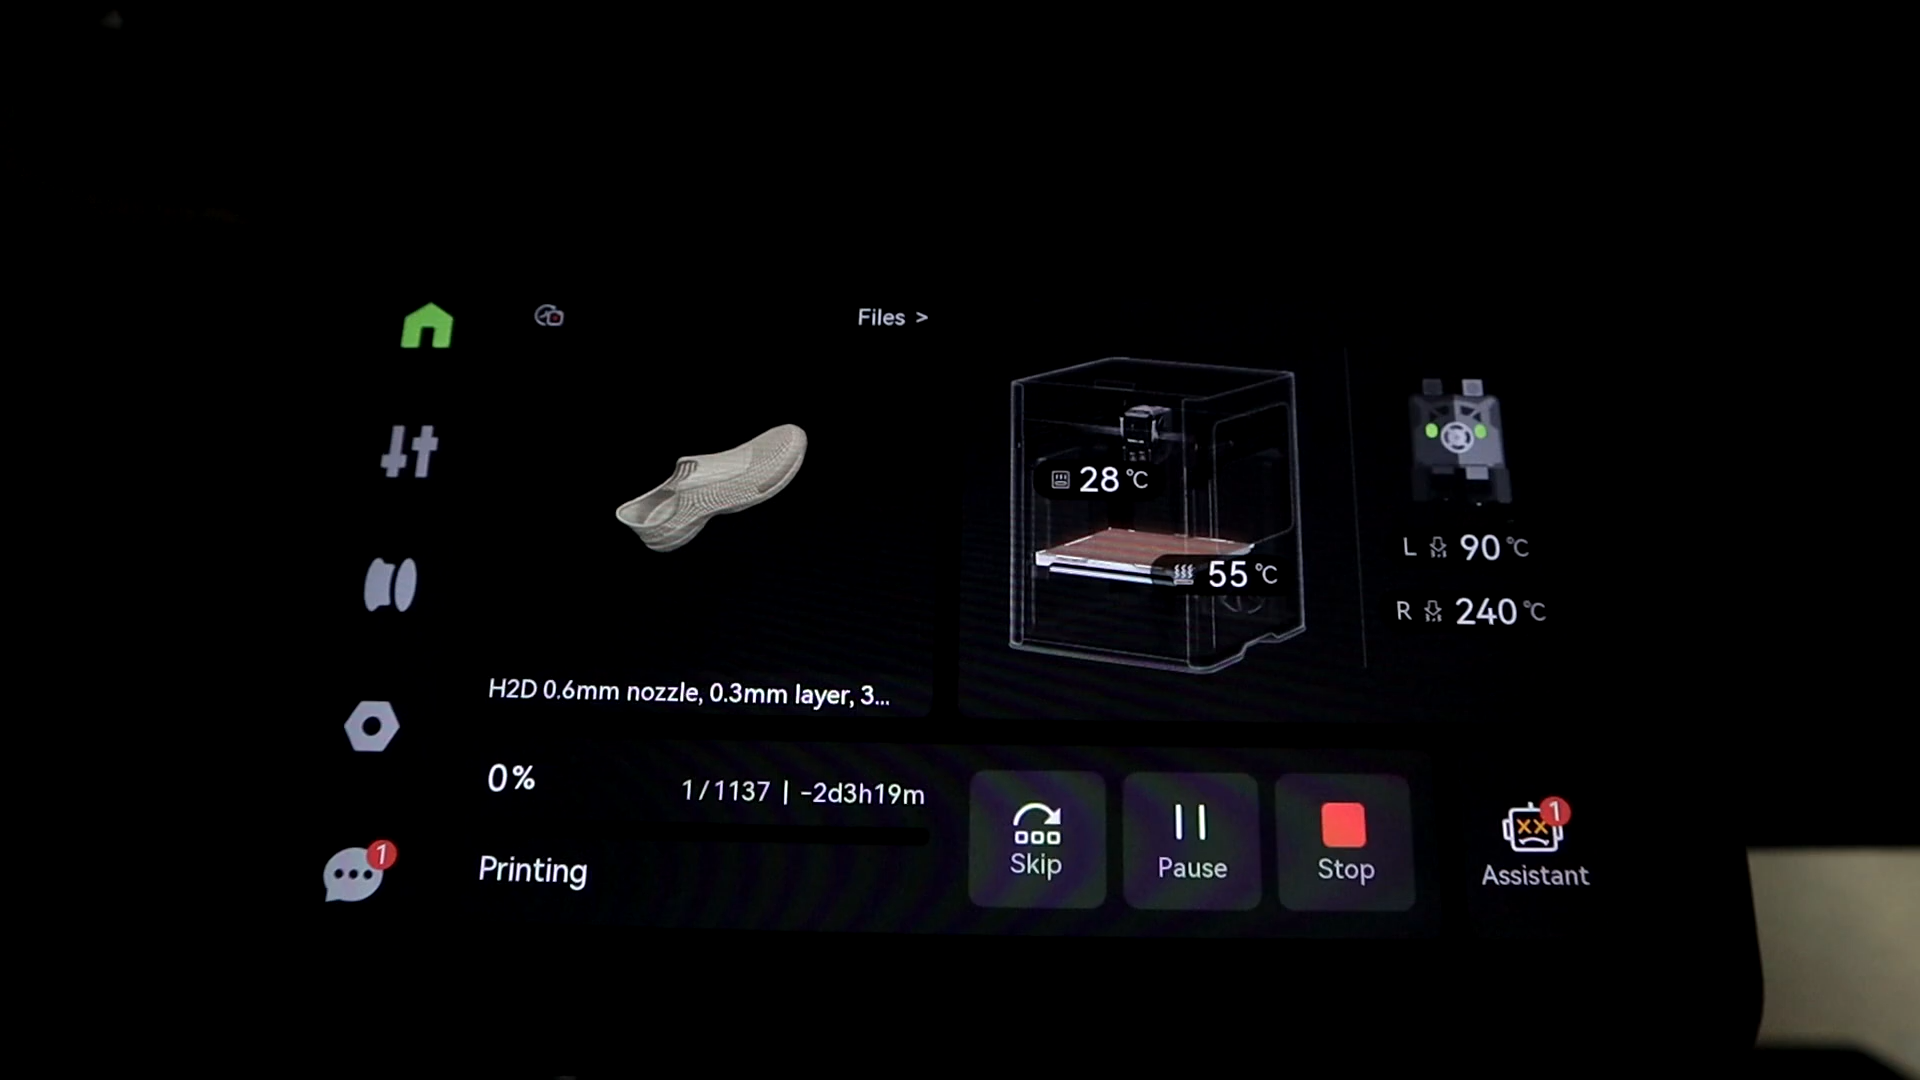 Files >
28 °C
55 °C
L 90 °C
R 240 °C
H2D 0.6mm nozzle, 0.3mm layer, 3...
0%
1/1137 | -2d3h19m
Printing
Skip
Pause
Stop
1
Assistant
1